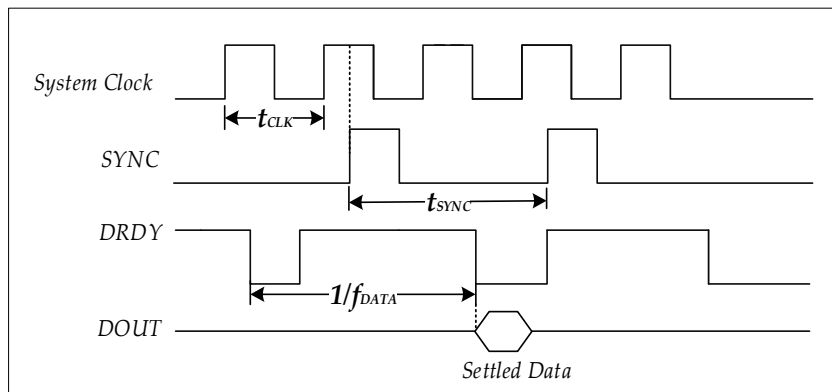 System Clock
tCLK
SYNC
tSYNC
DRDY
1/fDATA
DOUT
Settled Data